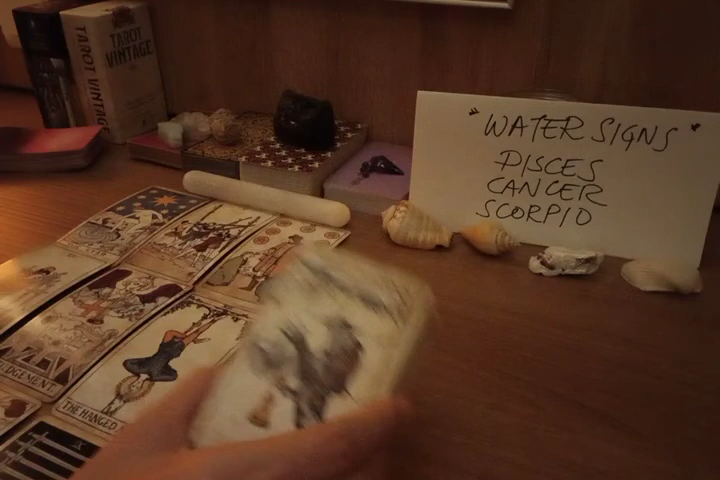 TAROT VINTAGE
TAROT
VINTAGE
"WATER SIGNS"
PISCES
CANCER
SCORPIO
JUDGEMENT
THE HANGED